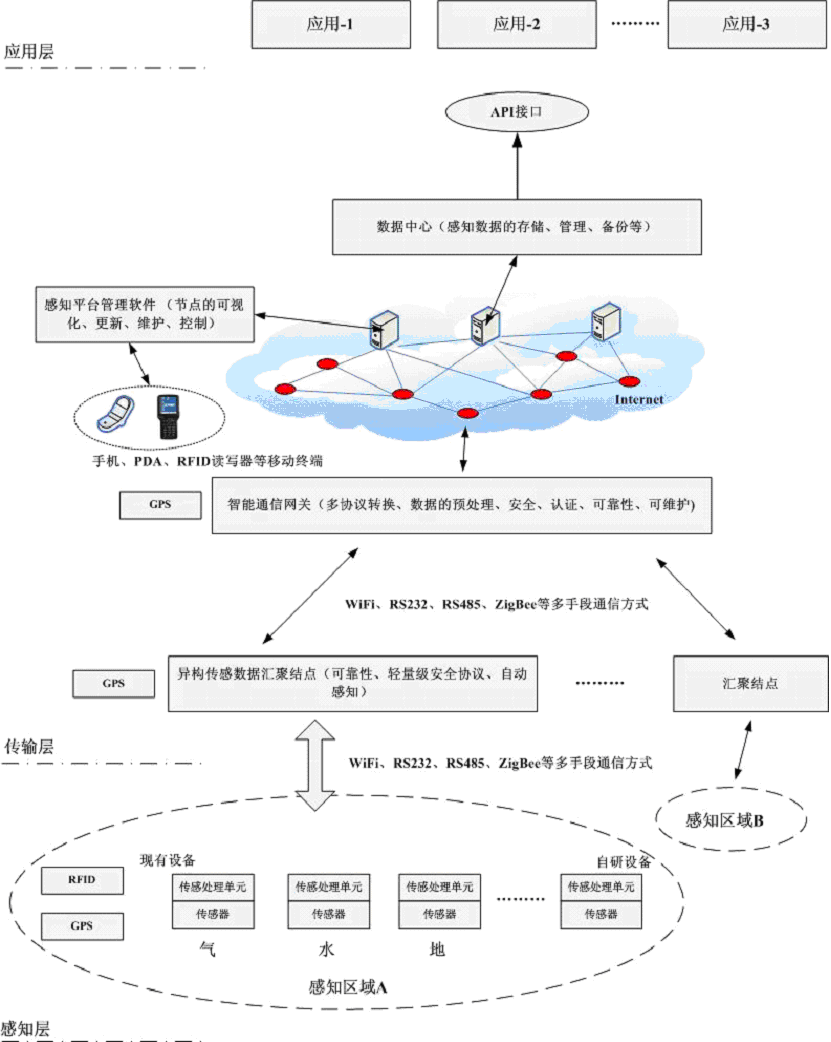 应用-1
应用-2
………
应用-3
应用层
API接口
数据中心（感知数据的存储、管理、备份等）
感知平台管理软件 （节点的可视
化、更新、维护、控制）
Internet
手机、PDA、RFID读写器等移动终端
GPS
智能通信网关（多协议转换、数据的预处理、安全、认证、可靠性、可维护)
WiFi、RS232、RS485、ZigBee等多手段通信方式
GPS
异构传感数据汇聚结点（可靠性、轻量级安全协议、自动
感知）
………
汇聚结点
传输层
WiFi、RS232、RS485、ZigBee等多手段通信方式
感知区域B
现有设备
自研设备
RFID
传感处理单元
传感处理单元
传感处理单元
………
传感处理单元
GPS
传感器
传感器
传感器
传感器
气
水
地
感知区域A
感知层